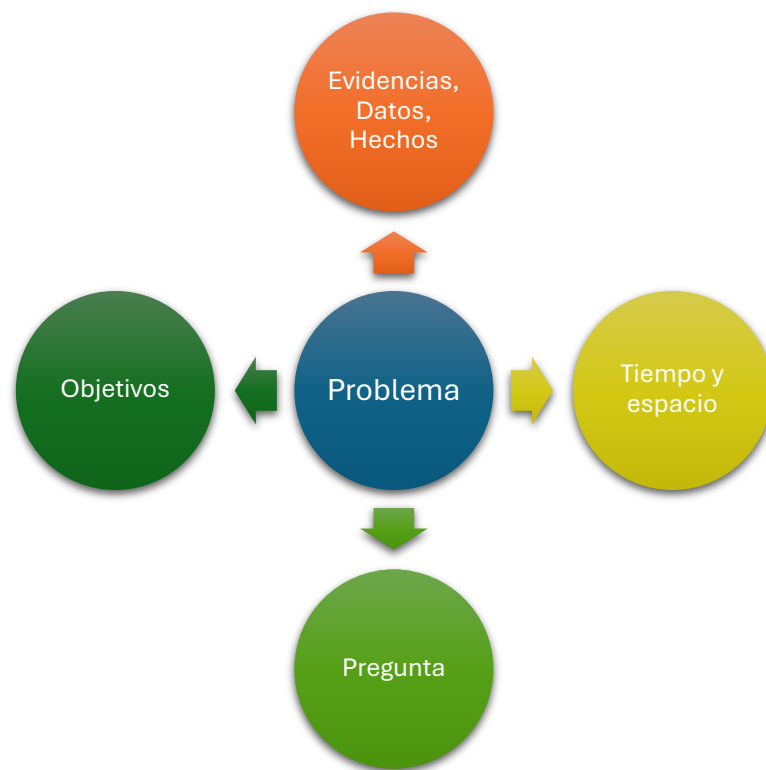 Evidencias,
Datos,
Hechos
Objetivos
Problema
Tiempo y
espacio
Pregunta